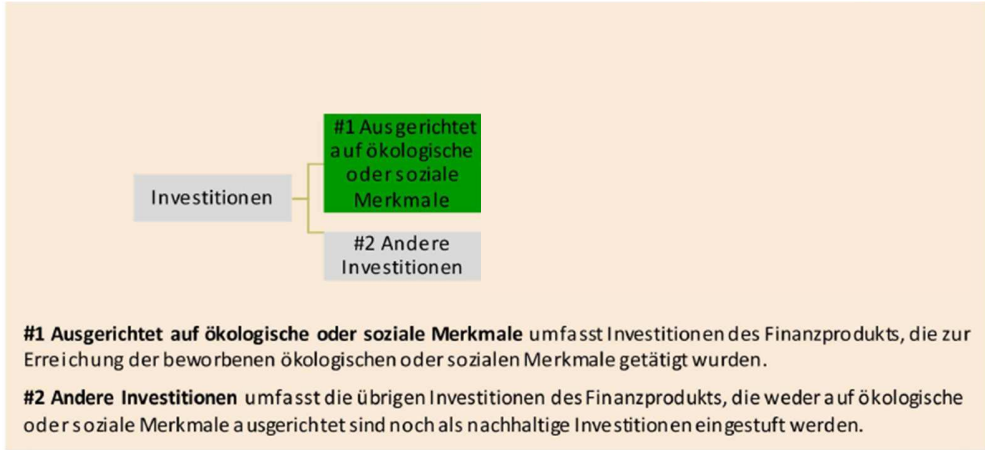 #1 Ausgerichtet
auf ökologische
oder soziale
Merkmale
Investitionen
#2 Andere
Investitionen
#1 Ausgerichtet auf ökologische oder soziale Merkmale umfasst Investitionen des Finanzprodukts, die zur
Erreichung der beworbenen ökologischen oder sozialen Merkmale getätigt wurden.
#2 Andere Investitionen umfasst die übrigen Investitionen des Finanzprodukts, die weder auf ökologische
oder soziale Merkmale ausgerichtet sind noch als nachhaltige Investitionen eingestuft werden.